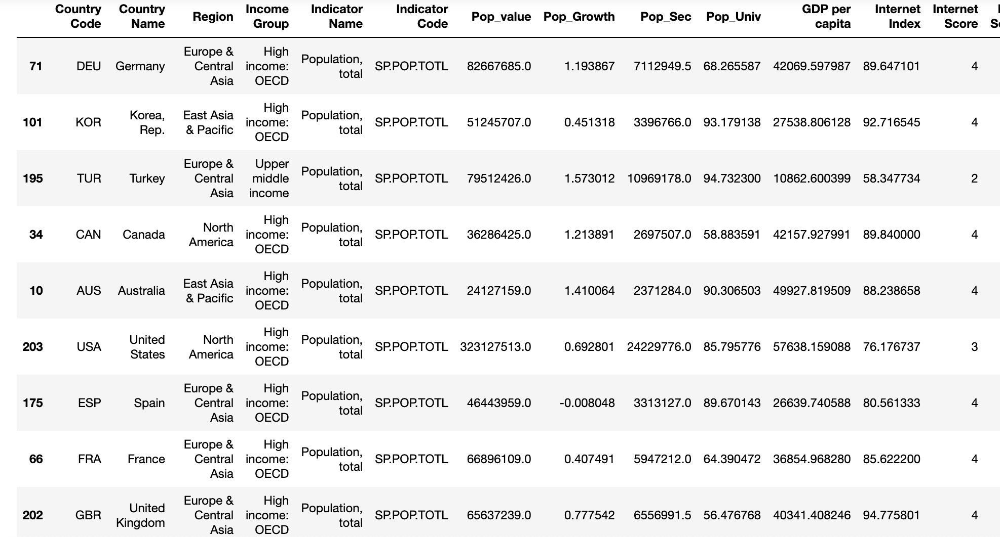 Country Code Country Name Region Income Group Indicator Name Indicator Code Pop_value Pop_Growth Pop_Sec Pop_Univ GDP per capita Internet Index Internet Score
71 DEU Germany Europe & Central Asia High income: OECD Population, total SP.POP.TOTL 82667685.0 1.193867 7112949.5 68.265587 42069.597987 89.647101 4
101 KOR Korea, Rep. East Asia & Pacific High income: OECD Population, total SP.POP.TOTL 51245707.0 0.451318 3396766.0 93.179138 27538.806128 92.716545 4
195 TUR Turkey Europe & Central Asia Upper middle income Population, total SP.POP.TOTL 79512426.0 1.573012 10969178.0 94.732300 10862.600399 58.347734 2
34 CAN Canada North America High income: OECD Population, total SP.POP.TOTL 36286425.0 1.213891 2697507.0 58.883591 42157.927991 89.840000 4
10 AUS Australia East Asia & Pacific High income: OECD Population, total SP.POP.TOTL 24127159.0 1.410064 2371284.0 90.306503 49927.819509 88.238658 4
203 USA United States North America High income: OECD Population, total SP.POP.TOTL 323127513.0 0.692801 24229776.0 85.795776 57638.159088 76.176737 3
175 ESP Spain Europe & Central Asia High income: OECD Population, total SP.POP.TOTL 46443959.0 -0.008048 3313127.0 89.670143 26639.740588 80.561333 4
66 FRA France Europe & Central Asia High income: OECD Population, total SP.POP.TOTL 66896109.0 0.407491 5947212.0 64.390472 36854.968280 85.622200 4
202 GBR United Kingdom Europe & Central Asia High income: OECD Population, total SP.POP.TOTL 65637239.0 0.777542 6556991.5 56.476768 40341.408246 94.775801 4